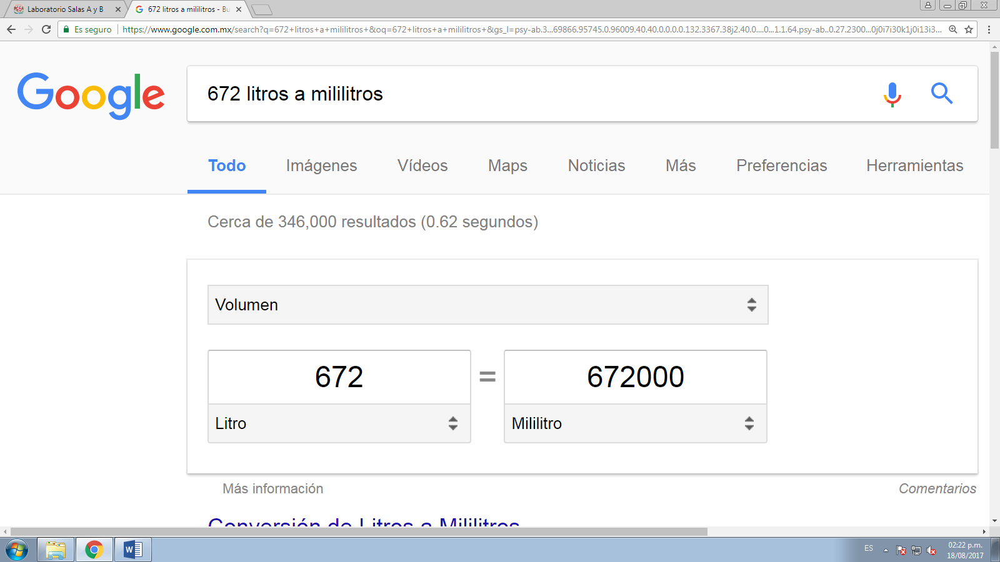 Laboratorio Salas A y B
672 litros a mililitros - Bu
Es seguro
https://www.google.com.mx/search?q=672+litros+a+mililitros+&oq=672+litros+a+mililitros+&gs_l=psy-ab.3...69866.95745.0.96009.40.40.0.0.0.0.132.3367.38j2.40.0....0...1.1.64.psy-ab..0.27.2300...0j0i7i30k1j0i13i3...
Google
672 litros a mililitros
Todo
Imágenes
Vídeos
Maps
Noticias
Más
Preferencias
Herramientas
Cerca de 346,000 resultados (0.62 segundos)
Volumen
672
=
672000
Litro
Mililitro
Más información
Comentarios
Conversión de Litros a Mililitros
ES
02:22 p.m.
18/08/2017